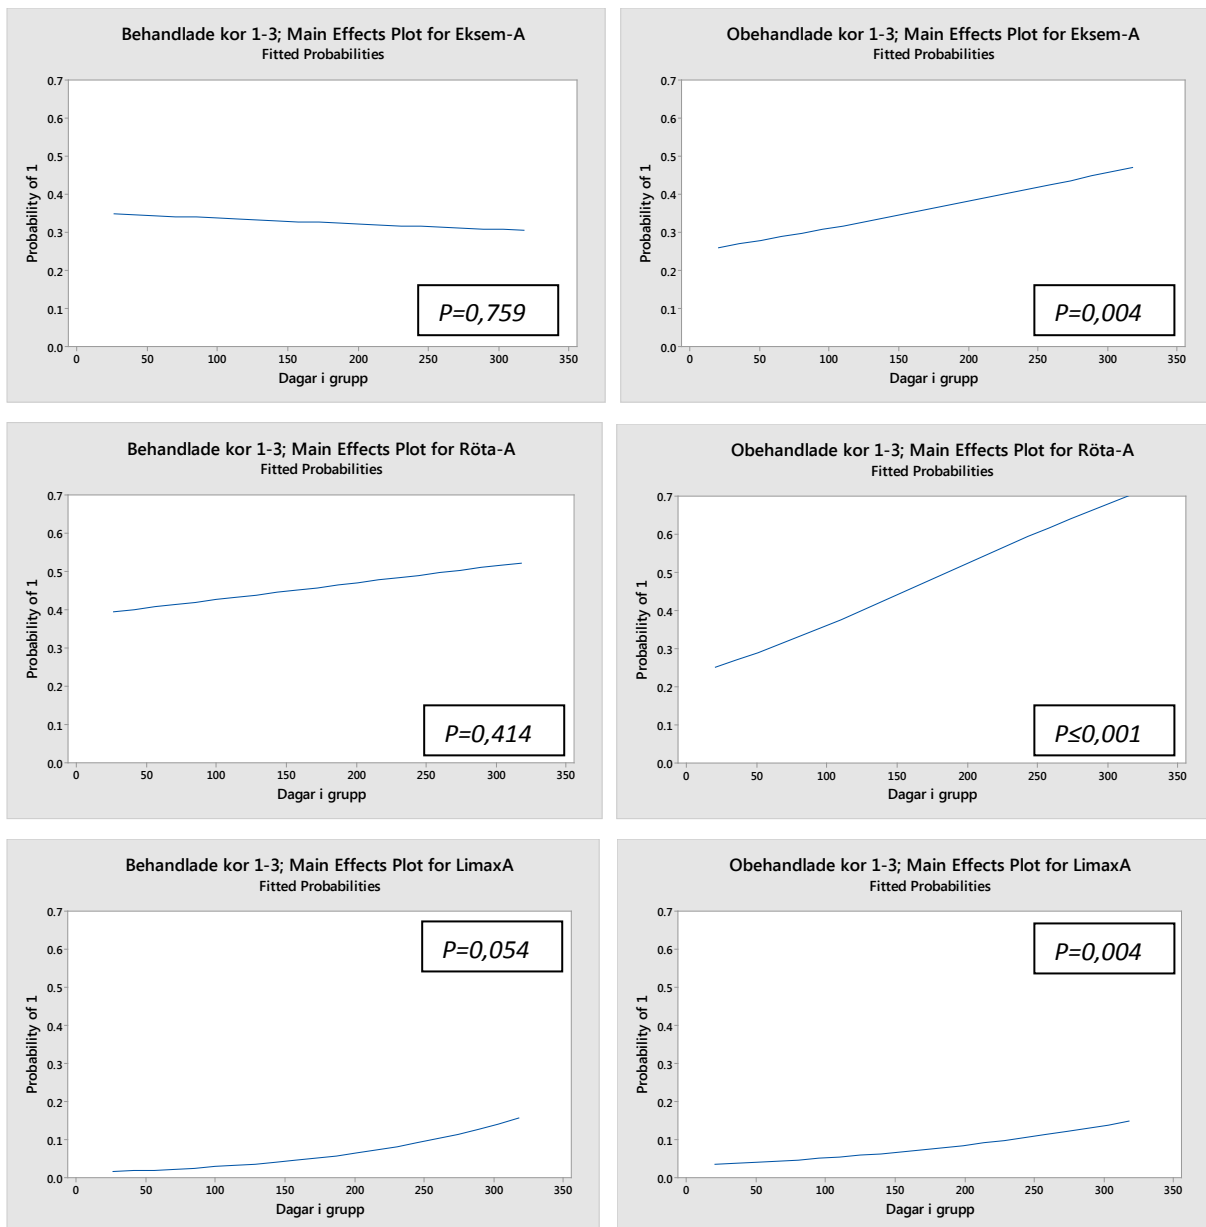 Behandlade kor 1-3; Main Effects Plot for Eksem-A
Fitted Probabilities
Probability of 1
0.7
0.6
0.5
0.4
0.3
0.2
0.1
0.0
P=0,759
0 50 100 150 200 250 300 350
Dagar i grupp
Obehandlade kor 1-3; Main Effects Plot for Eksem-A
Fitted Probabilities
Probability of 1
0.7
0.6
0.5
0.4
0.3
0.2
0.1
0.0
P=0,004
0 50 100 150 200 250 300 350
Dagar i grupp
Behandlade kor 1-3; Main Effects Plot for Röta-A
Fitted Probabilities
Probability of 1
0.7
0.6
0.5
0.4
0.3
0.2
0.1
0.0
P=0,414
0 50 100 150 200 250 300 350
Dagar i grupp
Obehandlade kor 1-3; Main Effects Plot for Röta-A
Fitted Probabilities
Probability of 1
0.7
0.6
0.5
0.4
0.3
0.2
0.1
0.0
P≤0,001
0 50 100 150 200 250 300 350
Dagar i grupp
Behandlade kor 1-3; Main Effects Plot for LimaxA
Fitted Probabilities
Probability of 1
0.7
0.6
0.5
0.4
0.3
0.2
0.1
0.0
P=0,054
0 50 100 150 200 250 300 350
Dagar i grupp
Obehandlade kor 1-3; Main Effects Plot for LimaxA
Fitted Probabilities
Probability of 1
0.7
0.6
0.5
0.4
0.3
0.2
0.1
0.0
P=0,004
0 50 100 150 200 250 300 350
Dagar i grupp